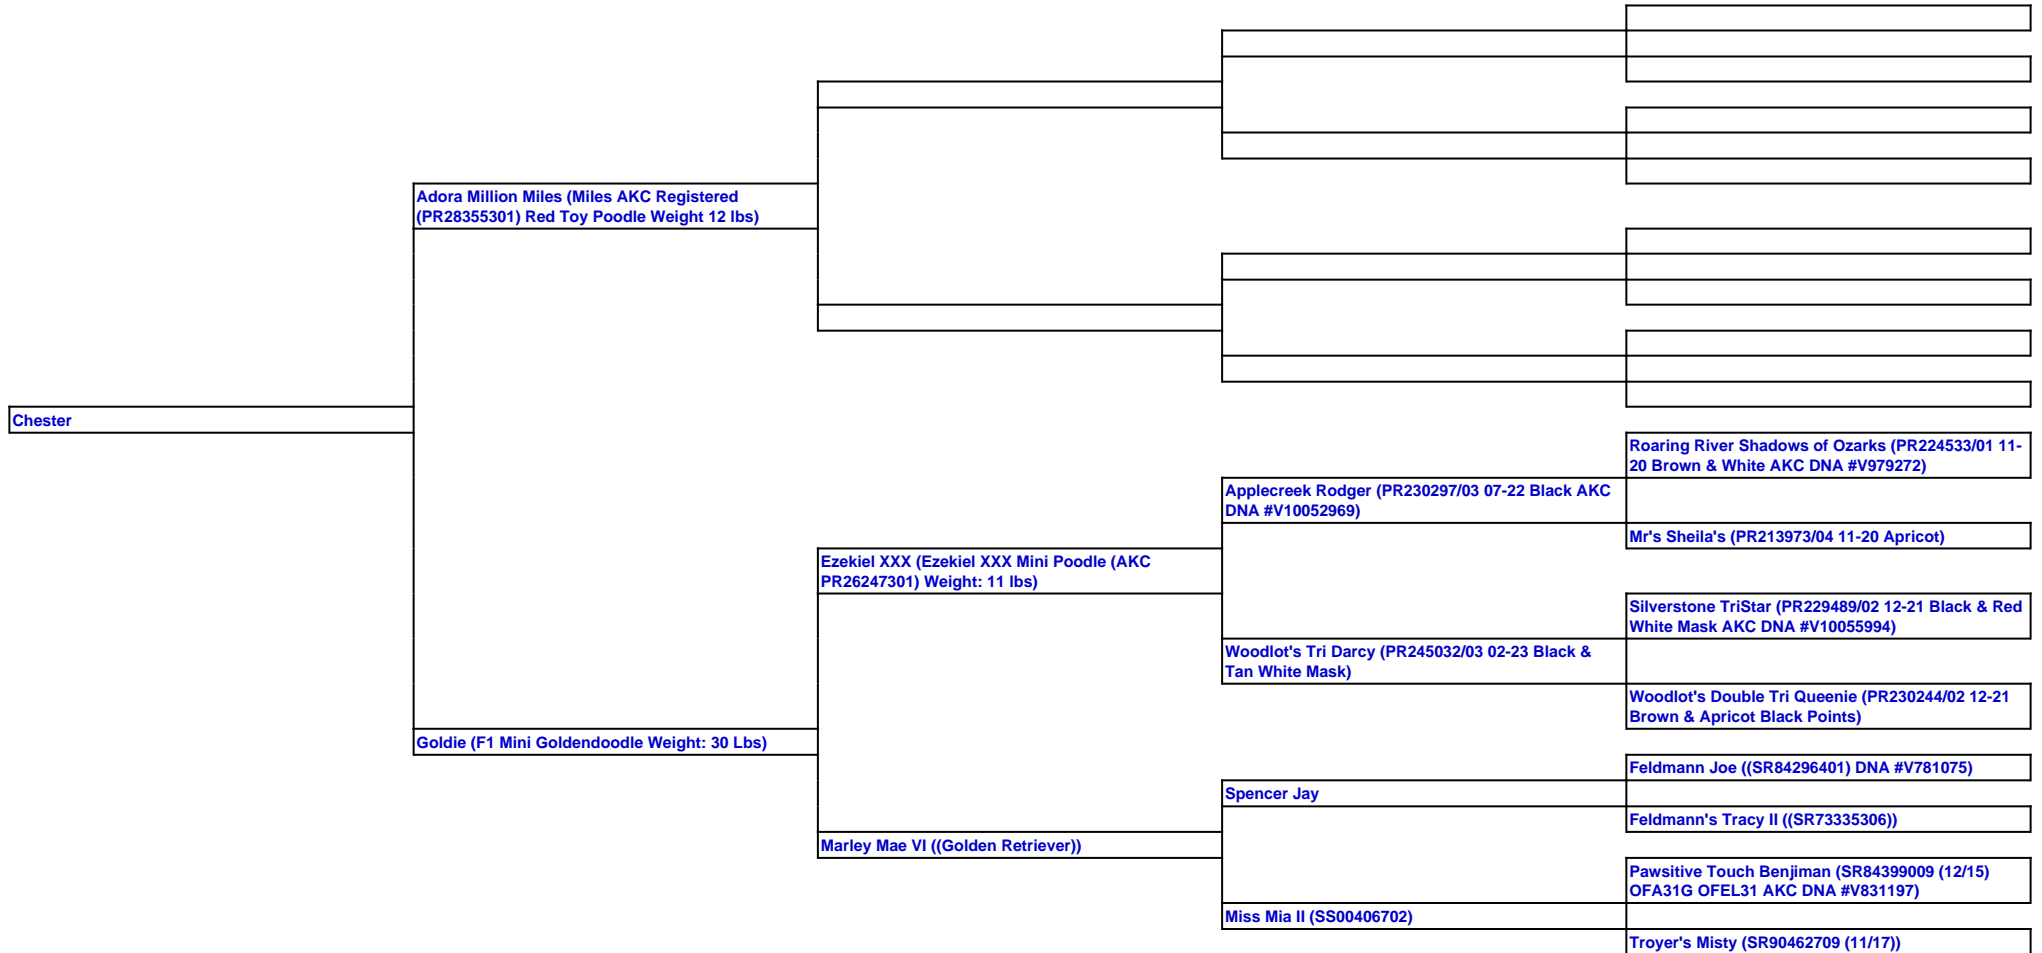 Adora Million Miles (Miles AKC Registered
(PR28355301) Red Toy Poodle Weight 12 lbs)
Chester
Roaring River Shadows of Ozarks (PR224533/01 11-
20 Brown & White AKC DNA #V979272)
Applecreek Rodger (PR230297/03 07-22 Black AKC
DNA #V10052969)
Mr's Sheila's (PR213973/04 11-20 Apricot)
Ezekiel XXX (Ezekiel XXX Mini Poodle (AKC
PR26247301) Weight: 11 lbs)
Silverstone TriStar (PR229489/02 12-21 Black & Red
White Mask AKC DNA #V10055994)
Woodlot's Tri Darcy (PR245032/03 02-23 Black &
Tan White Mask)
Woodlot's Double Tri Queenie (PR230244/02 12-21
Brown & Apricot Black Points)
Goldie (F1 Mini Goldendoodle Weight: 30 Lbs)
Feldmann Joe ((SR84296401) DNA #V781075)
Spencer Jay
Feldmann's Tracy II ((SR73335306))
Marley Mae VI ((Golden Retriever))
Pawsitive Touch Benjiman (SR84399009 (12/15)
OFA31G OFEL31 AKC DNA #V831197)
Miss Mia II (SS00406702)
Troyer's Misty (SR90462709 (11/17))